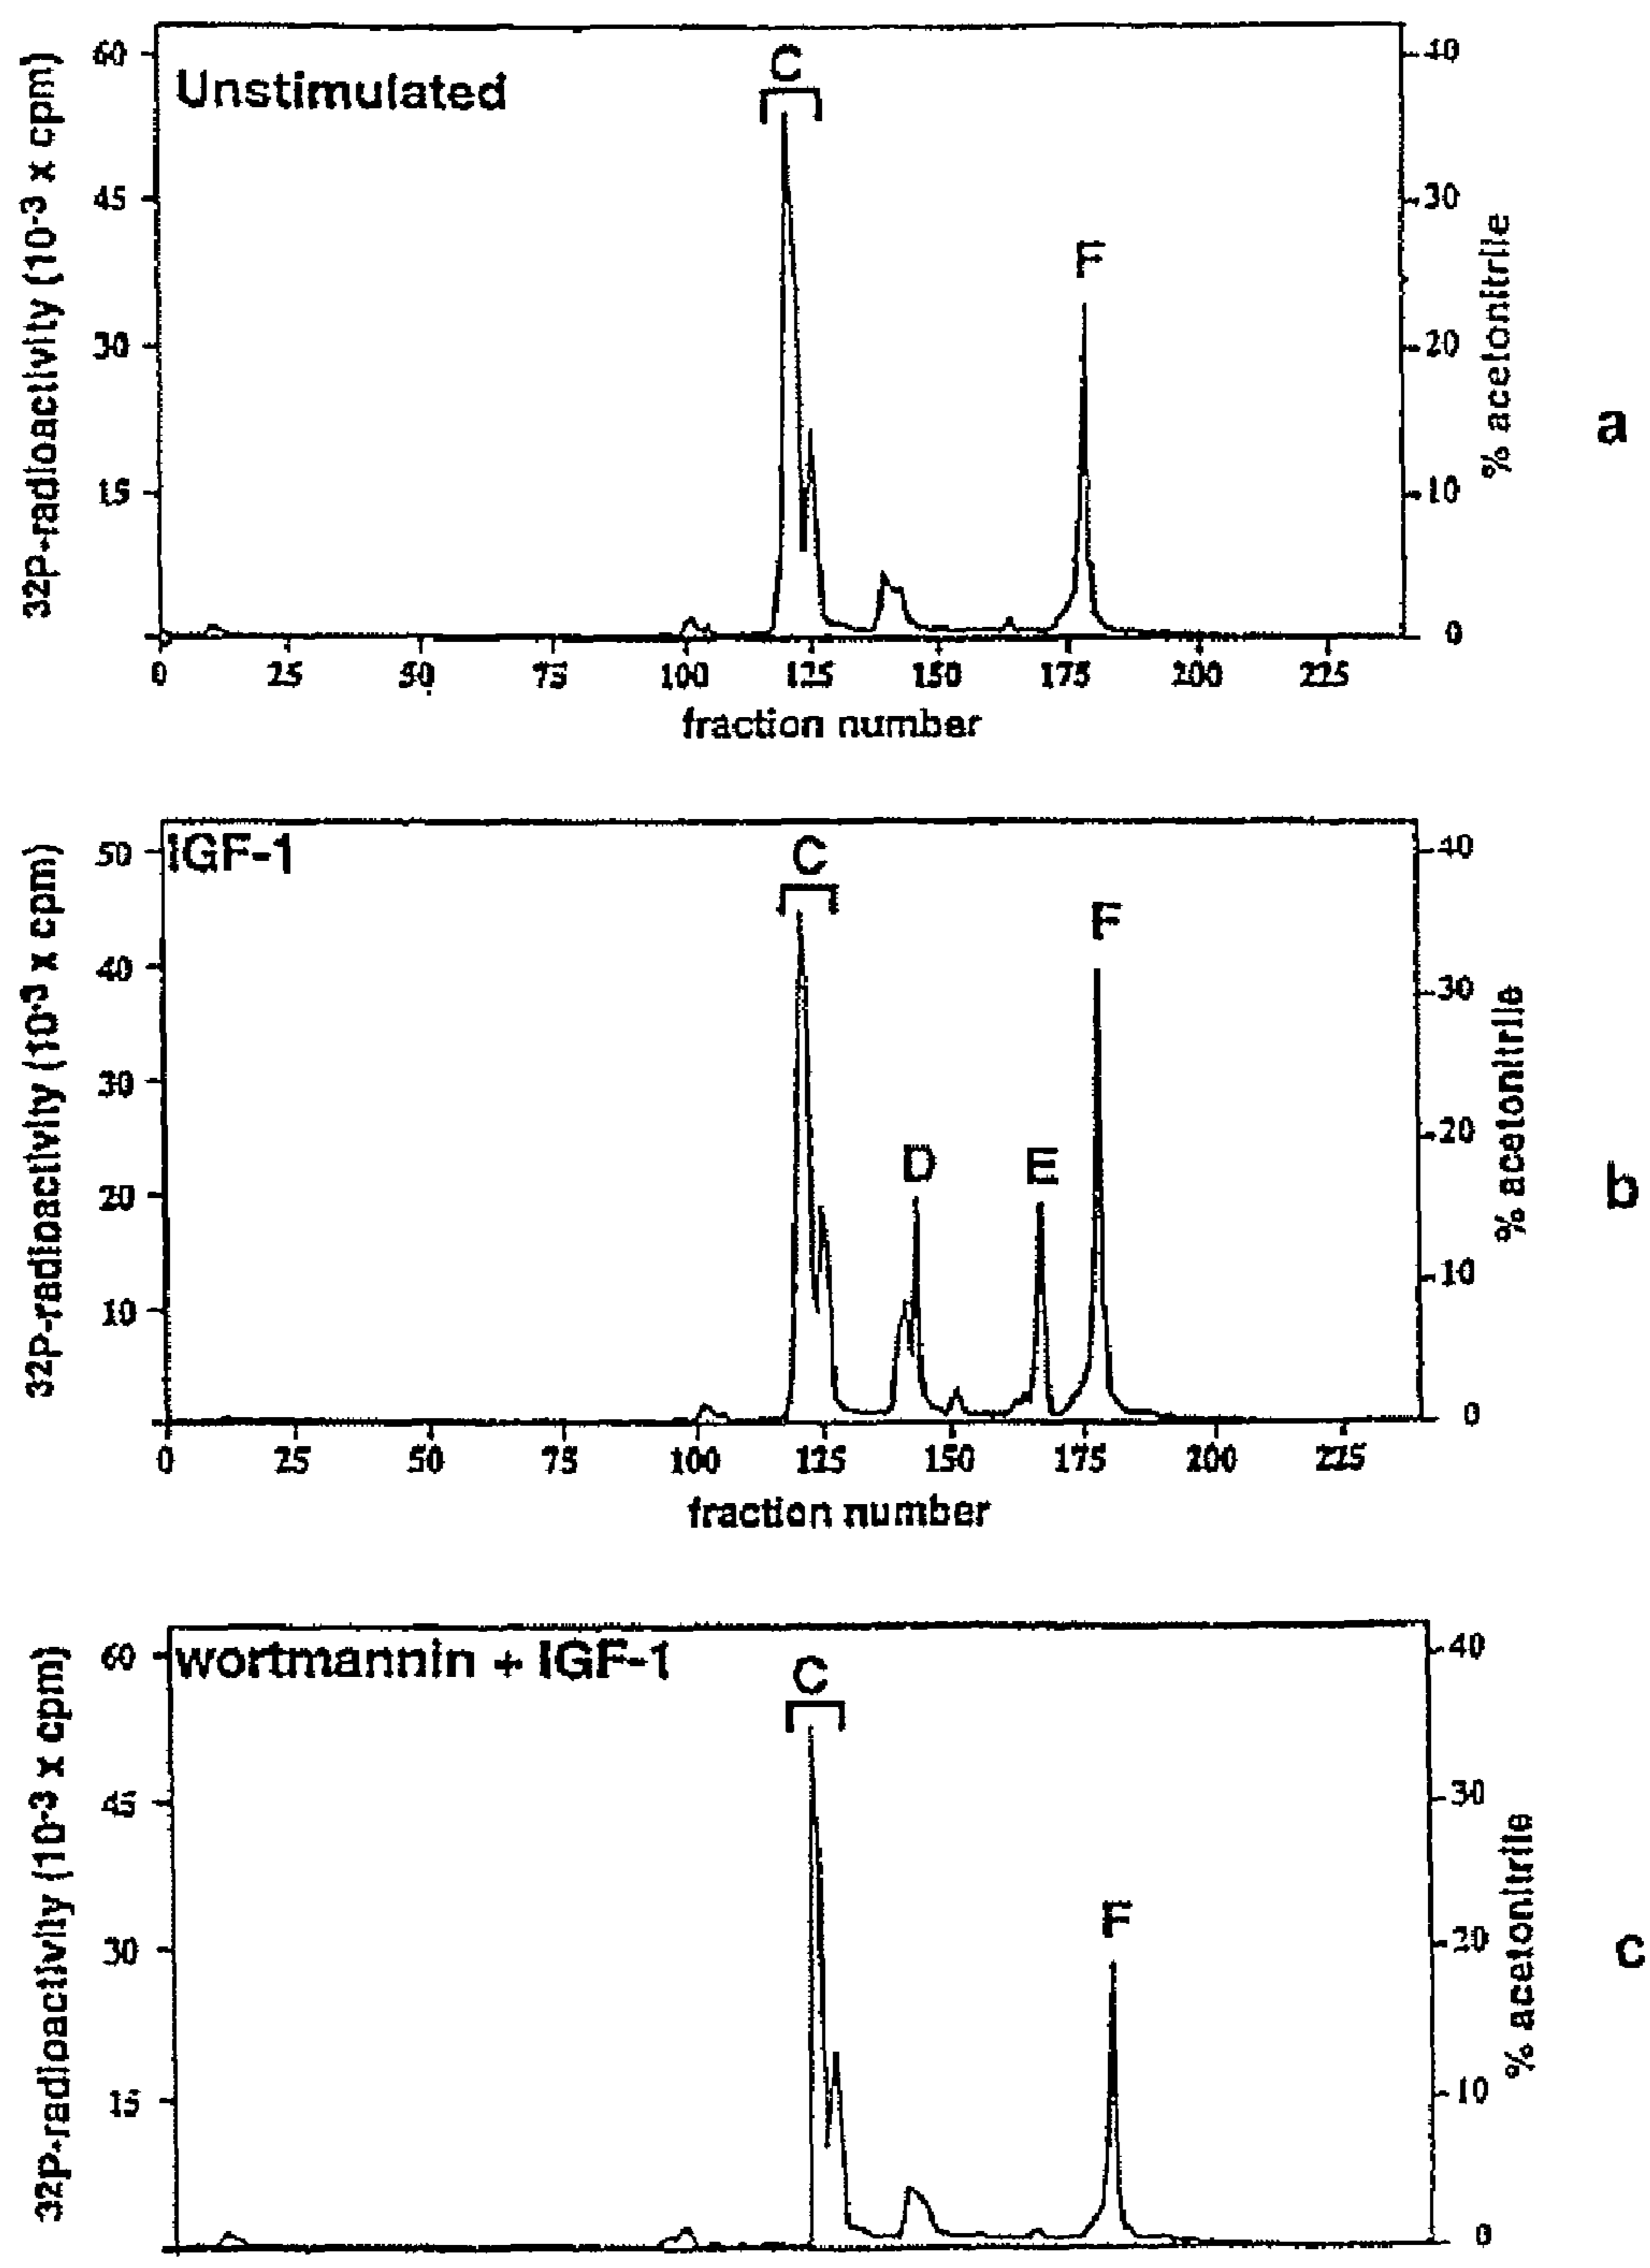 Unstimulated
C
F
60
45
30
15
40
30
20
10
0
32P-radioactivity (10-3 x cpm)
% acetonitrile
a
0 25 50 75 100 125 150 175 200 225
fraction number
IGF-1
C
D
E
F
50
40
30
20
10
40
30
20
10
0
32P-radioactivity (10-3 x cpm)
% acetonitrile
b
0 25 50 75 100 125 150 175 200 225
fraction number
wortmannin + IGF-1
C
F
60
45
30
15
40
30
20
10
0
32P-radioactivity (10-3 x cpm)
% acetonitrile
c